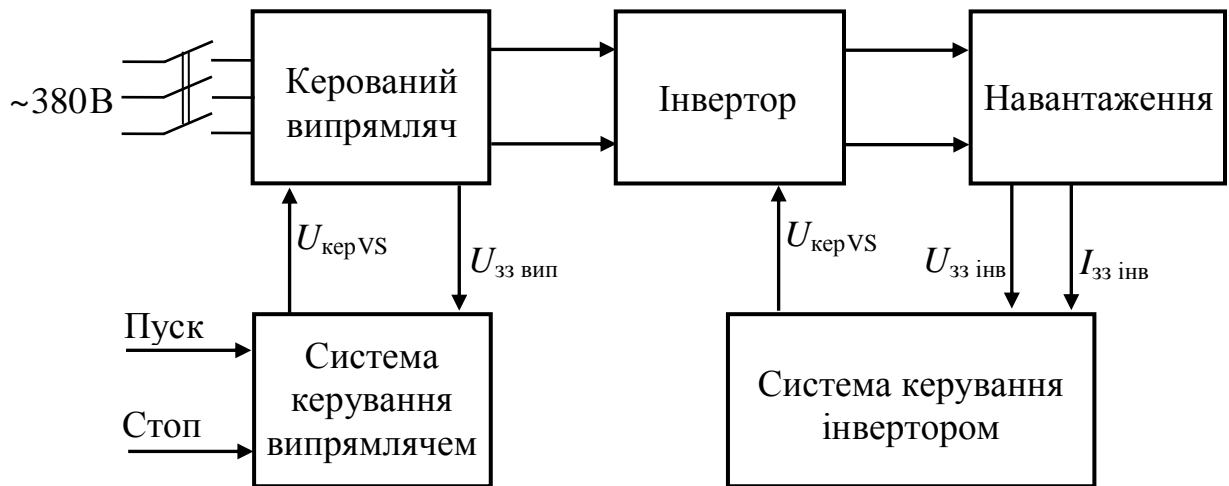 ~380В
Керований
випрямляч
Інвертор
Навантаження
UкерVS
Uзз вип
UкерVS
Uзз інв
Iзз інв
Пуск
Стоп
Система
керування
випрямлячем
Система керування
інвертором